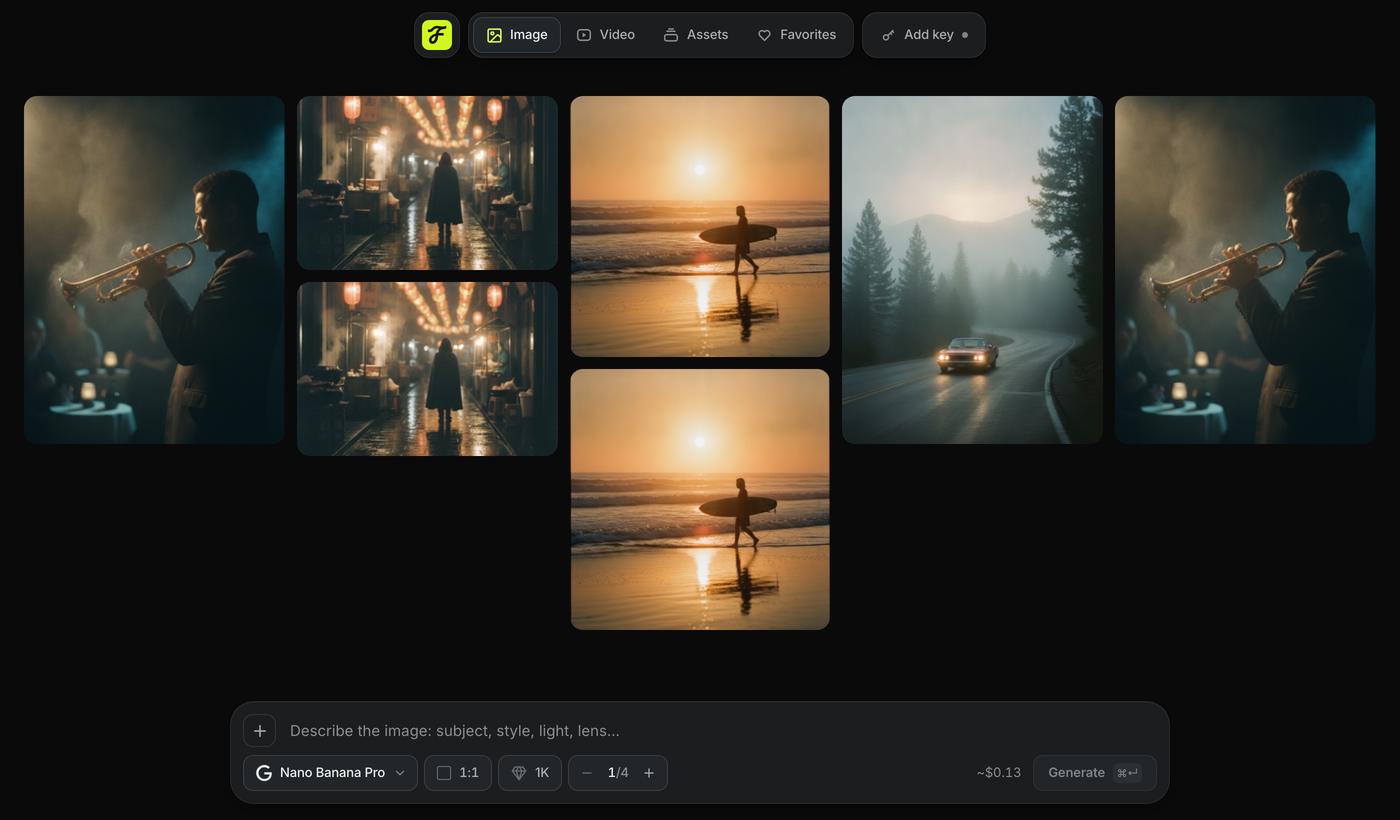 Image
Video
Assets
Favorites
Add key
Describe the image: subject, style, light, lens...
Nano Banana Pro
1:1
1K
1/4
~$0.13
Generate ⌘↵